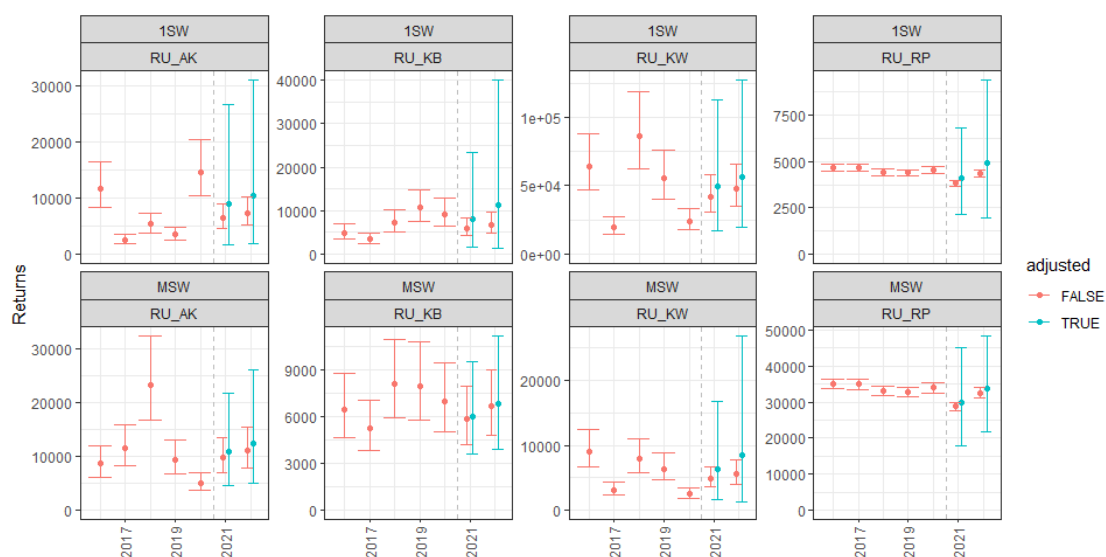 1SW
1SW
1SW
1SW
RU_AK
RU_KB
RU_KW
RU_RP
30000
20000
10000
0
40000
30000
20000
10000
0
1e+05
5e+04
0e+00
7500
5000
2500
0
Returns
MSW
MSW
MSW
MSW
RU_AK
RU_KB
RU_KW
RU_RP
30000
20000
10000
0
9000
6000
3000
0
20000
10000
0
50000
40000
30000
20000
10000
0
2017
2019
2021
2017
2019
2021
2017
2019
2021
2017
2019
2021
adjusted
FALSE
TRUE